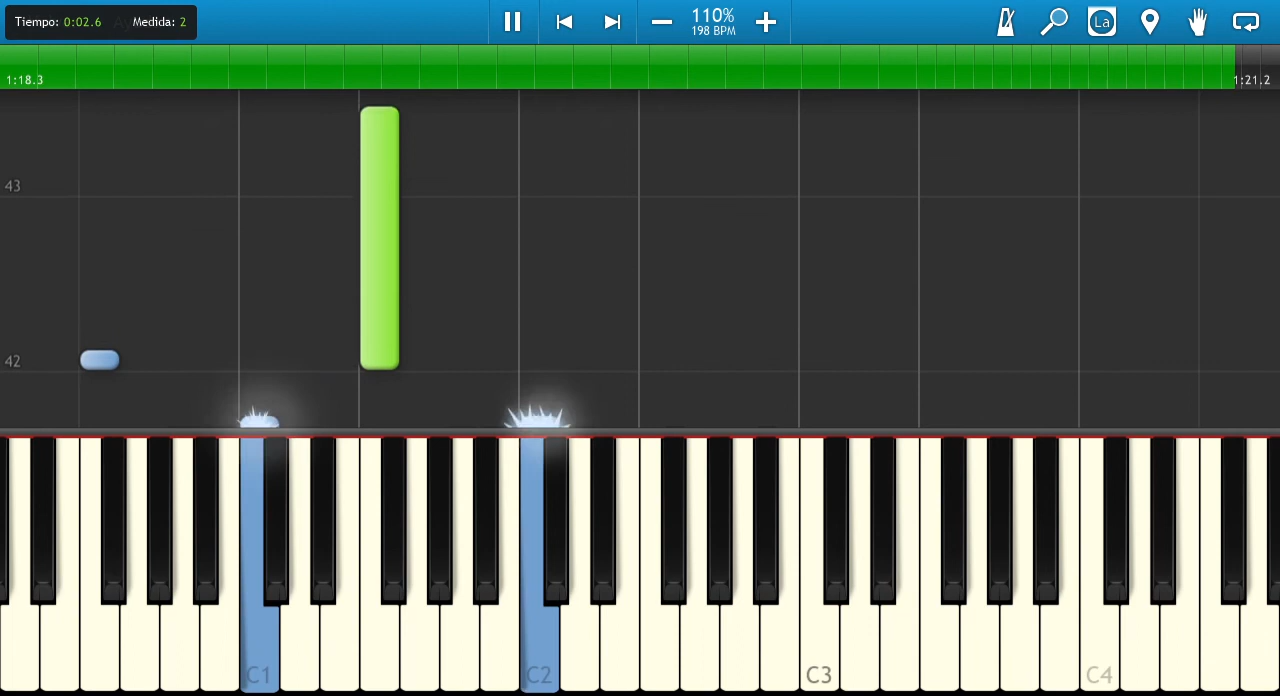 Tiempo: 0:02.6 Medida: 2
110%
198 BPM
La
1:18.3
1:21.2
43
42
C1
C2
C3
C4